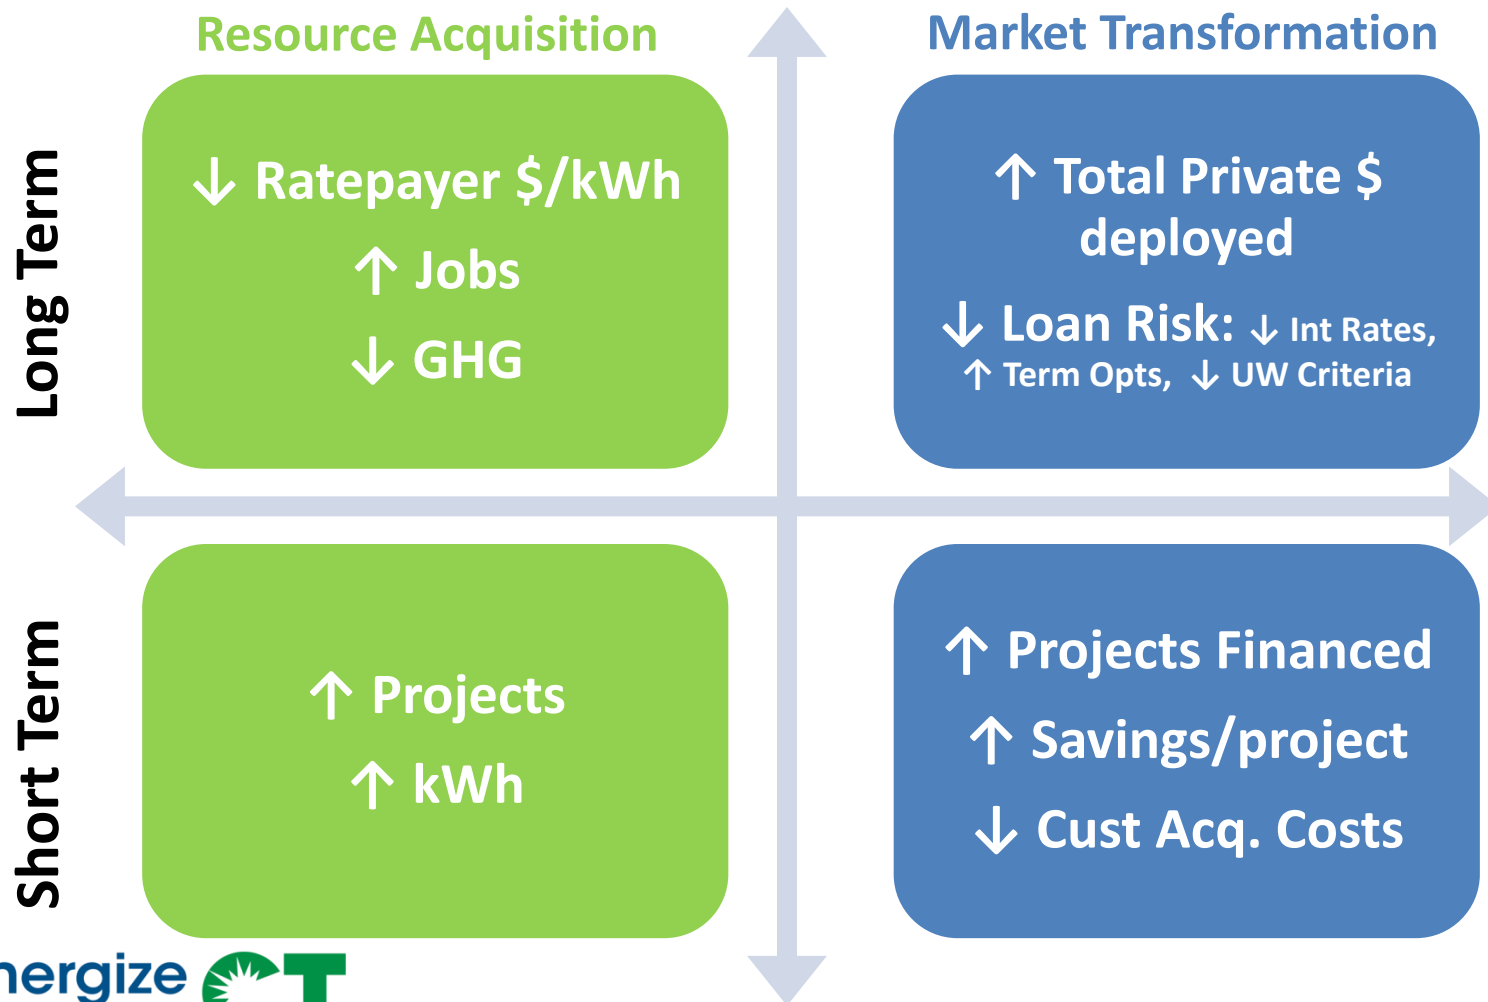 Resource Acquisition
Market Transformation
Long Term
↓ Ratepayer $/kWh
↑ Jobs
↓ GHG
↑ Total Private $
deployed
↓ Loan Risk: ↓ Int Rates,
↑ Term Opts, ↓ UW Criteria
Short Term
↑ Projects
↑ kWh
↑ Projects Financed
↑ Savings/project
↓ Cust Acq. Costs
nergize CT